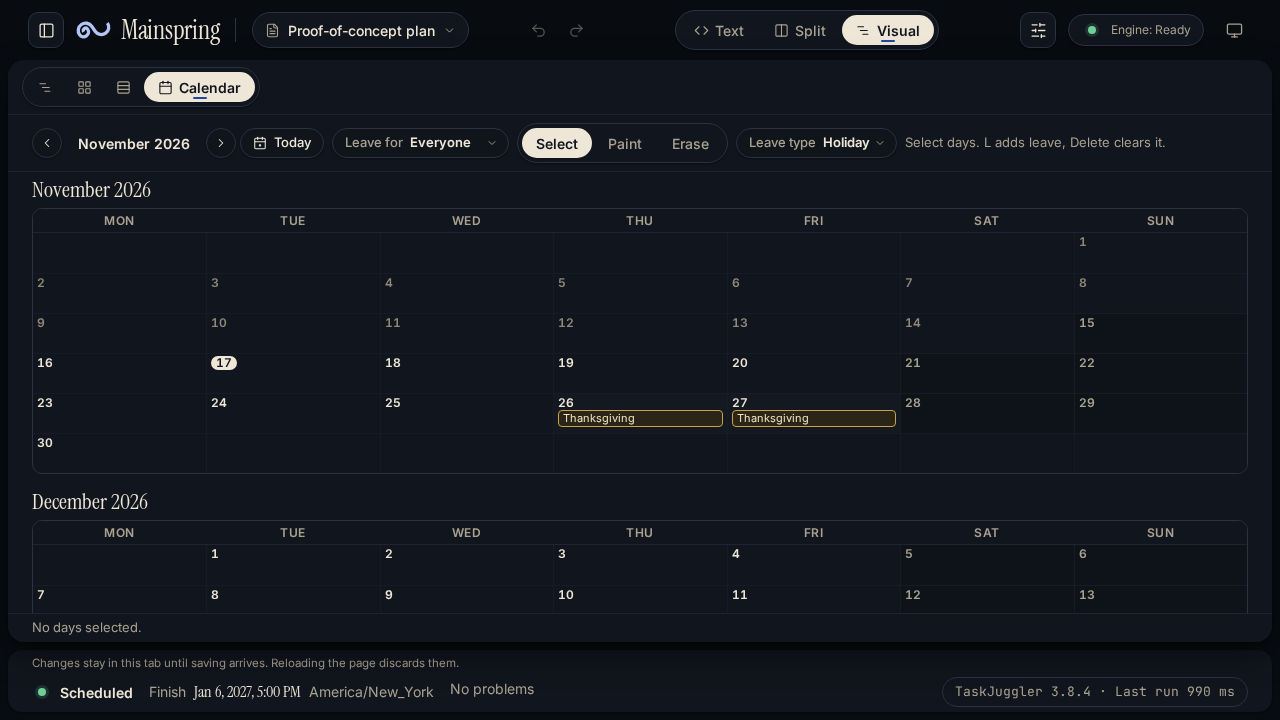 Mainspring
Proof-of-concept plan
Text
Split
Visual
Engine: Ready
Calendar
November 2026
Today
Leave for Everyone
Select
Paint
Erase
Leave type Holiday
Select days. L adds leave, Delete clears it.
November 2026
MON TUE WED THU FRI SAT SUN
1
2 3 4 5 6 7 8
9 10 11 12 13 14 15
16 17 18 19 20 21 22
23 24 25 26 27 28 29
Thanksgiving Thanksgiving
30
December 2026
MON TUE WED THU FRI SAT SUN
1 2 3 4 5 6
7 8 9 10 11 12 13
No days selected.
Changes stay in this tab until saving arrives. Reloading the page discards them.
Scheduled Finish Jan 6, 2027, 5:00 PM America/New_York No problems
TaskJuggler 3.8.4 · Last run 990 ms